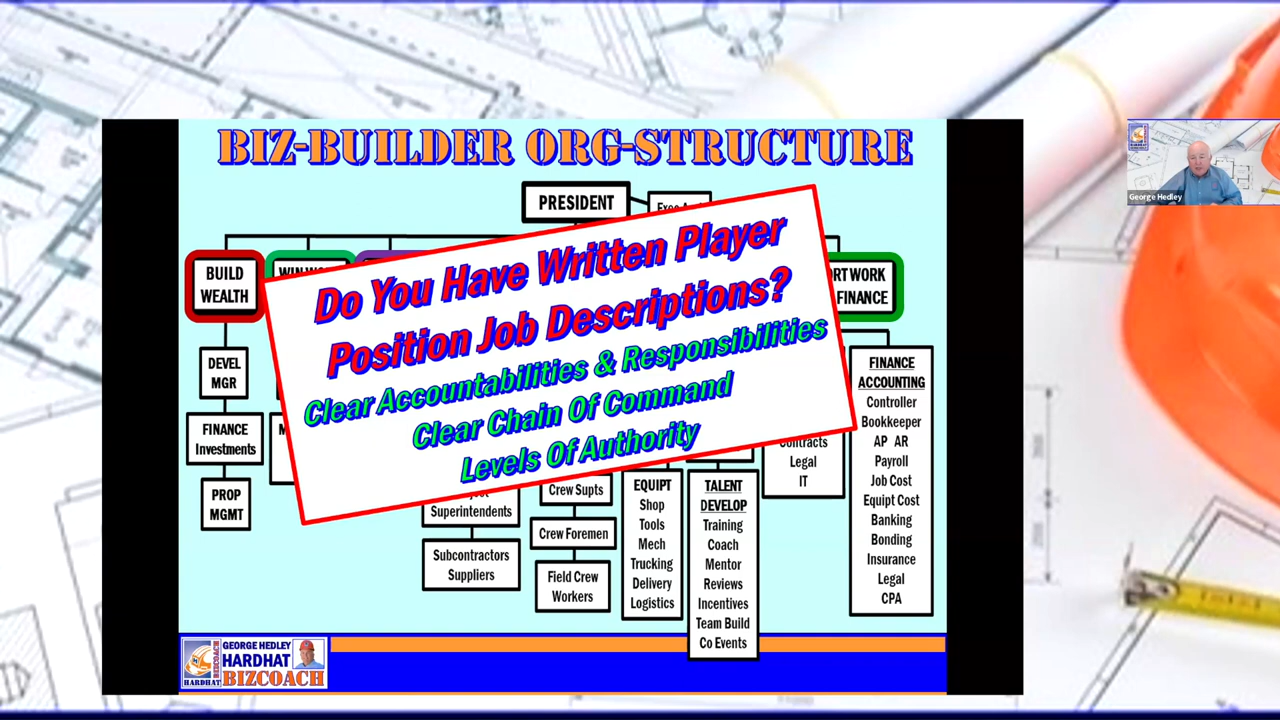 BIZ-BUILDER ORG-STRUCTURE
PRESIDENT
George Hedley
Do You Have Written Player
Position Job Descriptions?
Clear Accountabilities & Responsibilities
Clear Chain Of Command
Levels Of Authority
BUILD
WEALTH
WORK
FINANCE
DEVEL
MGR
FINANCE
Investments
PROP
MGMT
Superintendents
Subcontractors
Suppliers
Crew Supts
Crew Foremen
Field Crew
Workers
EQUIPT
Shop
Tools
Mech
Trucking
Delivery
Logistics
TALENT
DEVELOP
Training
Coach
Mentor
Reviews
Incentives
Team Build
Co Events
Contracts
Legal
IT
FINANCE
ACCOUNTING
Controller
Bookkeeper
AP AR
Payroll
Job Cost
Equipt Cost
Banking
Bonding
Insurance
Legal
CPA
GEORGE HEDLEY
HARDHAT
BIZCOACH
HARDHAT
BIZCOACH